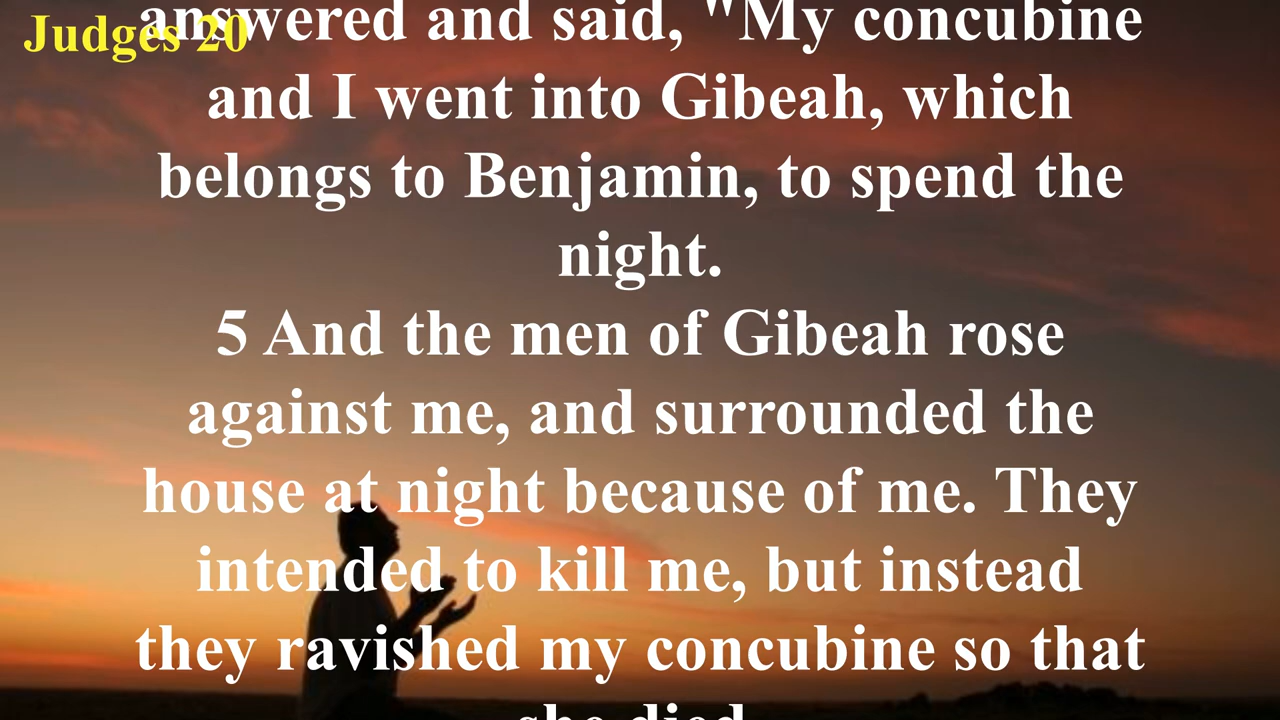 Judges 20
answered and said, "My concubine
and I went into Gibeah, which
belongs to Benjamin, to spend the
night.
5 And the men of Gibeah rose
against me, and surrounded the
house at night because of me. They
intended to kill me, but instead
they ravished my concubine so that
she died.